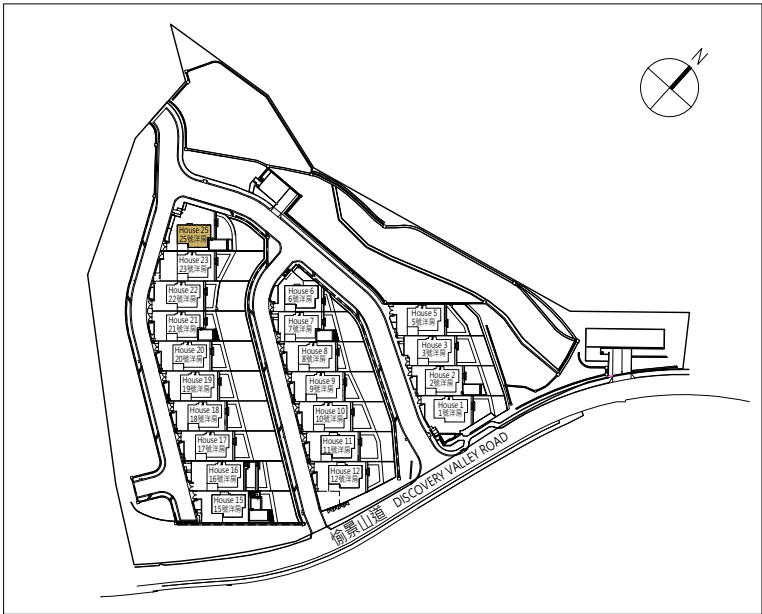 N
House 25
25號洋房
House 23
23號洋房
House 22
22號洋房
House 21
21號洋房
House 20
20號洋房
House 19
19號洋房
House 18
18號洋房
House 17
17號洋房
House 16
16號洋房
House 15
15號洋房
House 6
6號洋房
House 7
7號洋房
House 8
8號洋房
House 9
9號洋房
House 10
10號洋房
House 11
11號洋房
House 12
12號洋房
House 5
5號洋房
House 3
3號洋房
House 2
2號洋房
House 1
1號洋房
愉景山道 DISCOVERY VALLEY ROAD